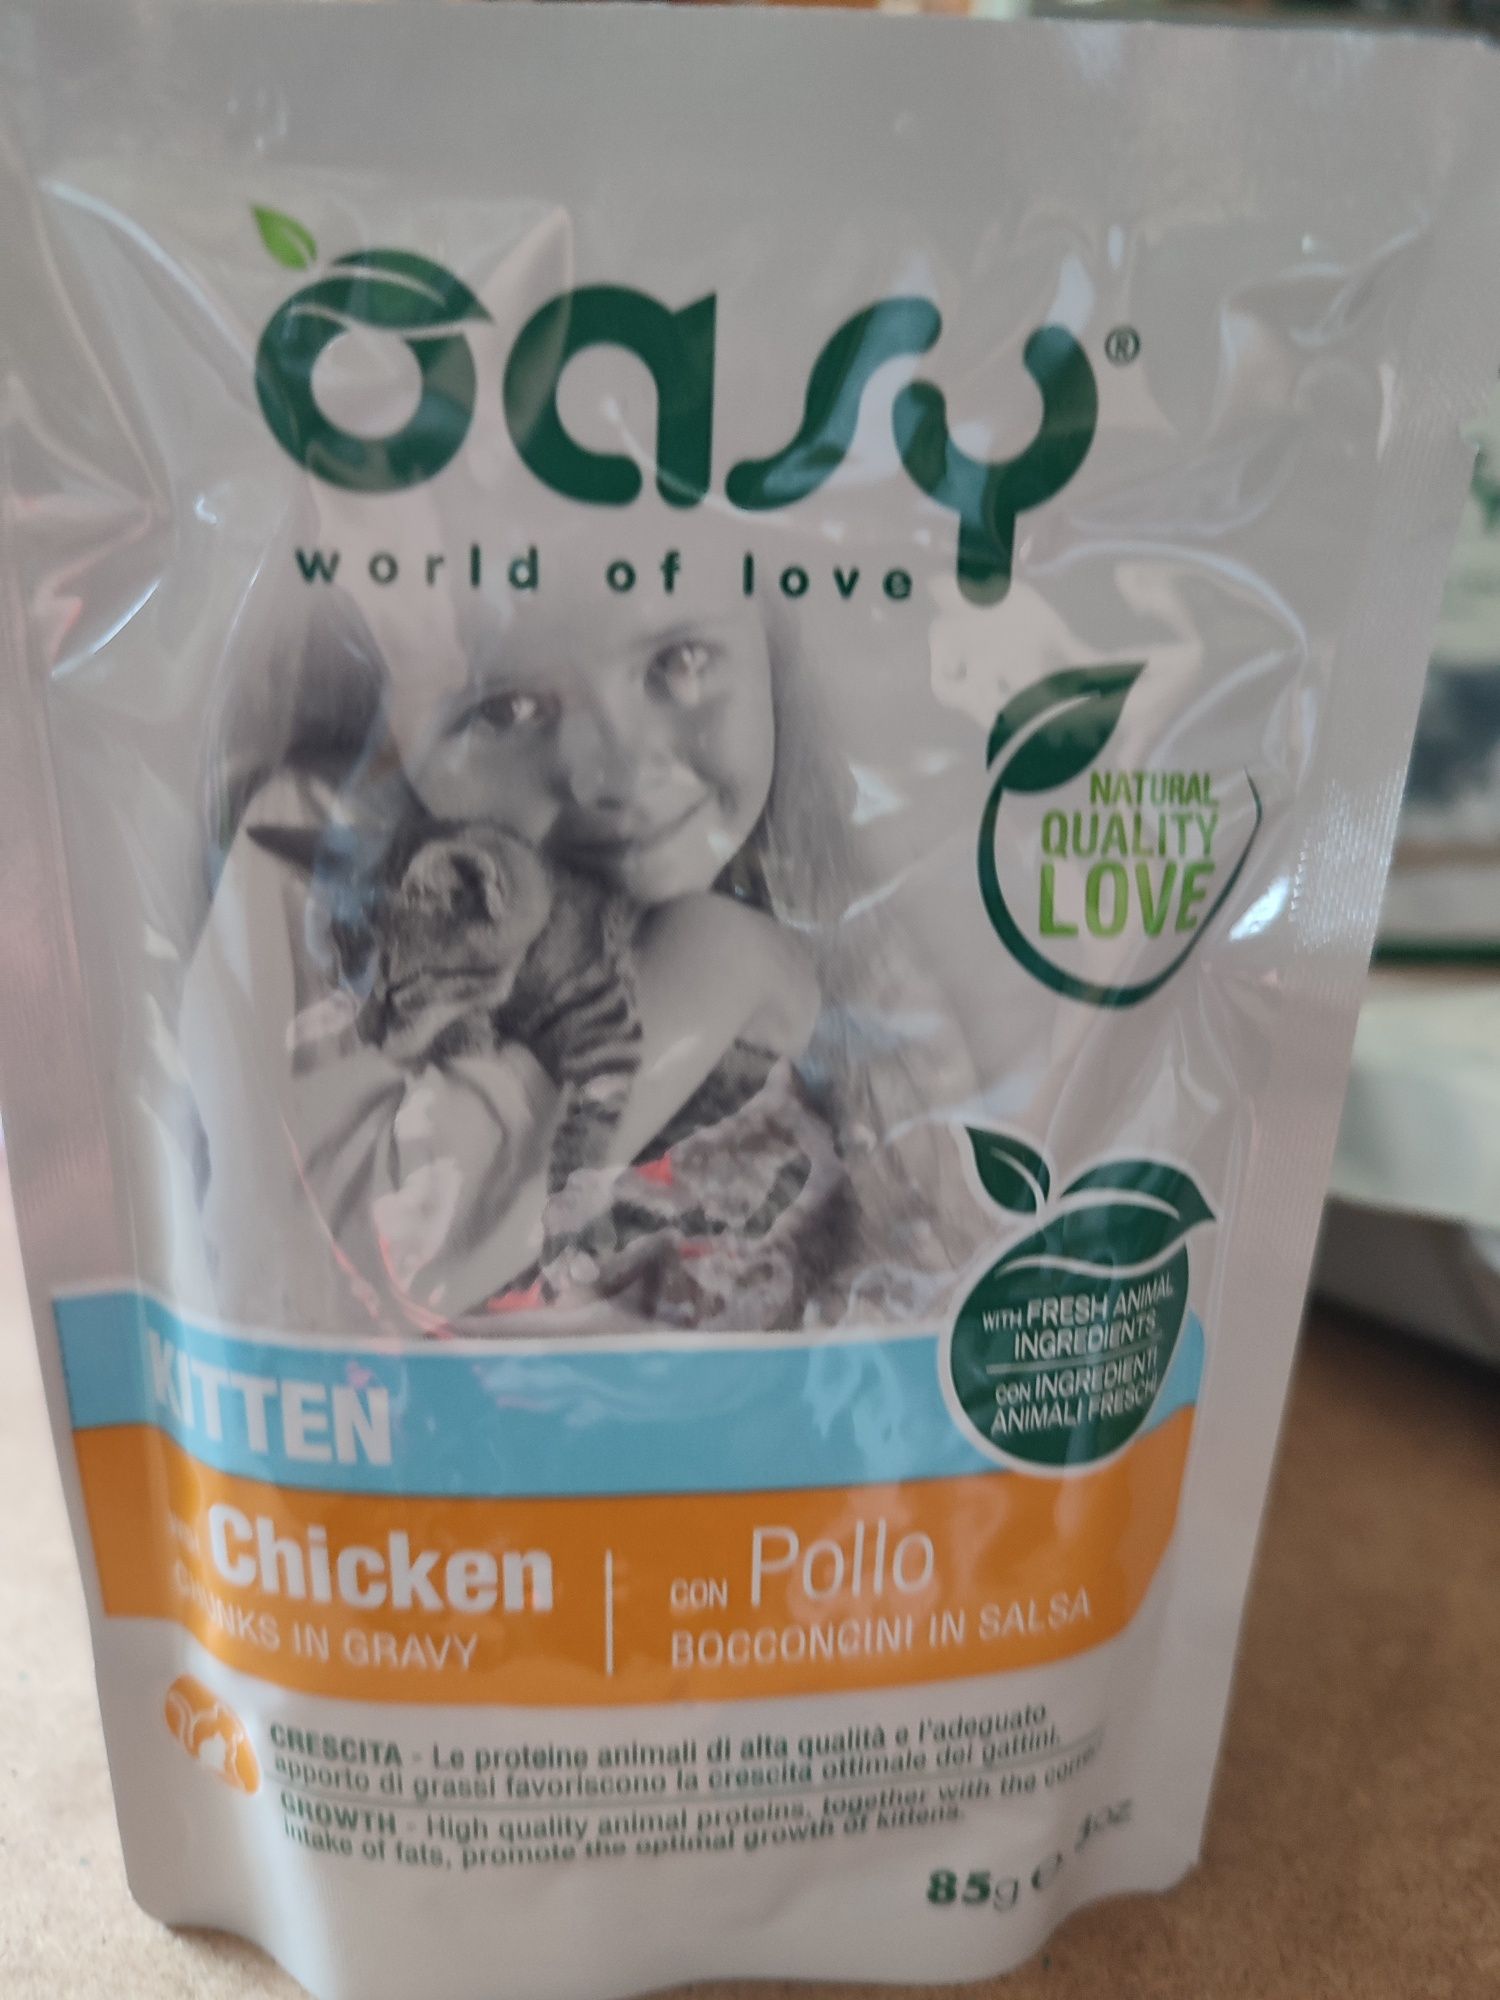 oasy®
world of love
NATURAL
QUALITY
LOVE
WITH FRESH ANIMAL
INGREDIENTS
CON INGREDIENTI
ANIMALI FRESCHI
KITTEN
Chicken
CHUNKS IN GRAVY
CON Pollo
BOCCONCINI IN SALSA
CRESCITA - Le proteine animali di alta qualità e l'adeguato
apporto di grassi favoriscono la crescita ottimale dei gattini.
GROWTH - High quality animal proteins, together with the
intake of fats, promote the optimal growth of kittens.
85g e